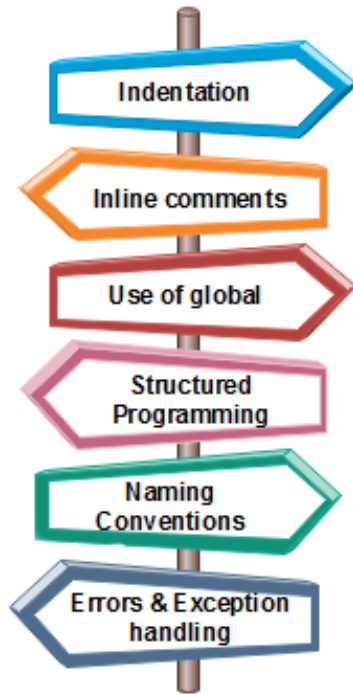 Indentation
Inline comments
Use of global
Structured
Programming
Naming
Conventions
Errors & Exception
handling